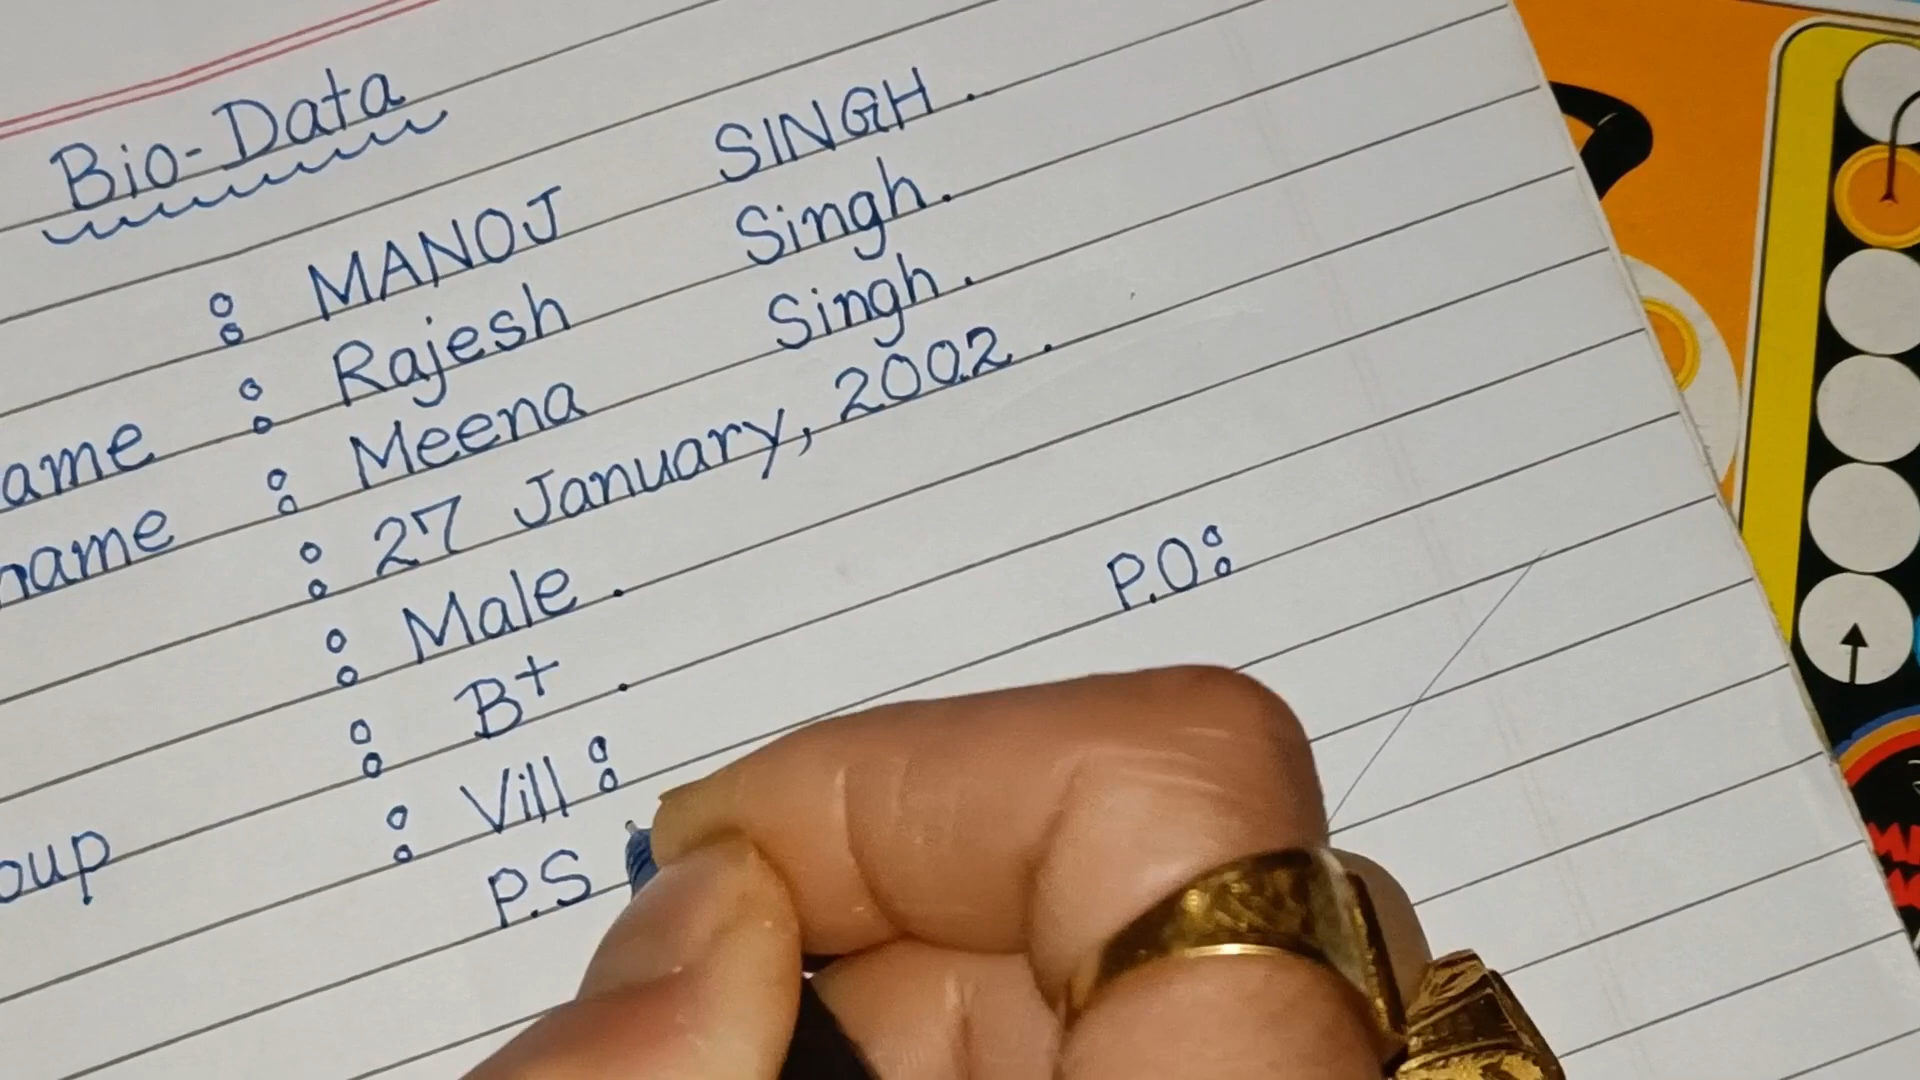 Bio-Data
: MANOJ SINGH.
ame : Rajesh Singh.
name : Meena Singh.
: 27 January, 2002.
: Male.
oup : B+.
: Vill : P.O:
P.S